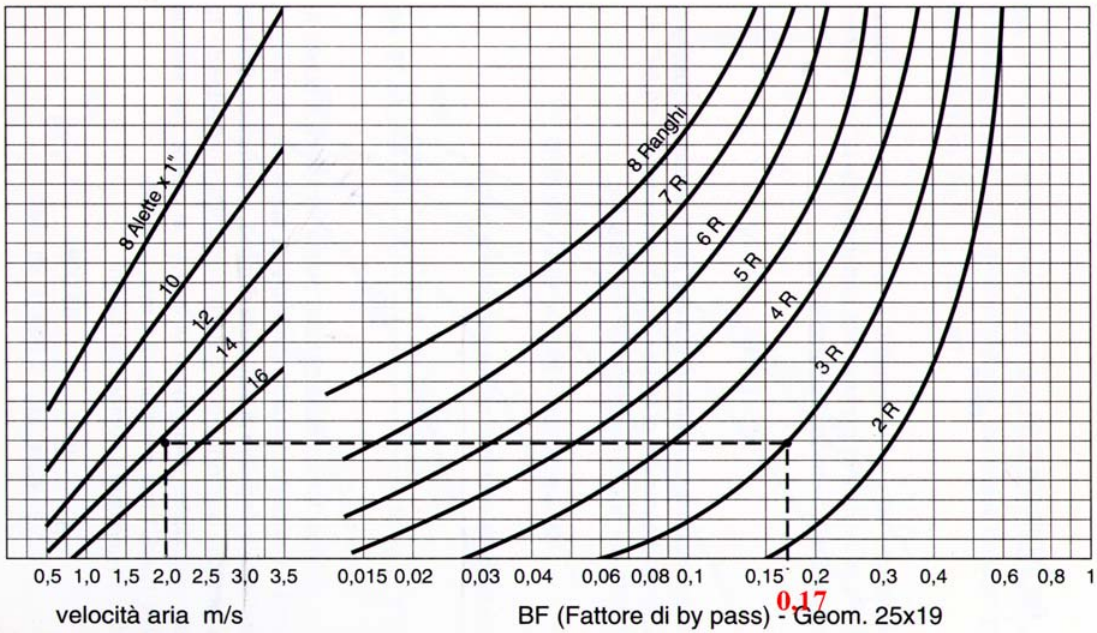 8 Alette x 1"
10
12
14
16
8 Ranghi
7 R
6 R
5 R
4 R
3 R
2 R
0,5 1,0 1,5 2,0 2,5 3,0 3,5 0,015 0,02 0,03 0,04 0,06 0,08 0,1 0,15 0,2 0,3 0,4 0,6 0,8 1
0,17
velocità aria m/s BF (Fattore di by pass) - Geom. 25x19